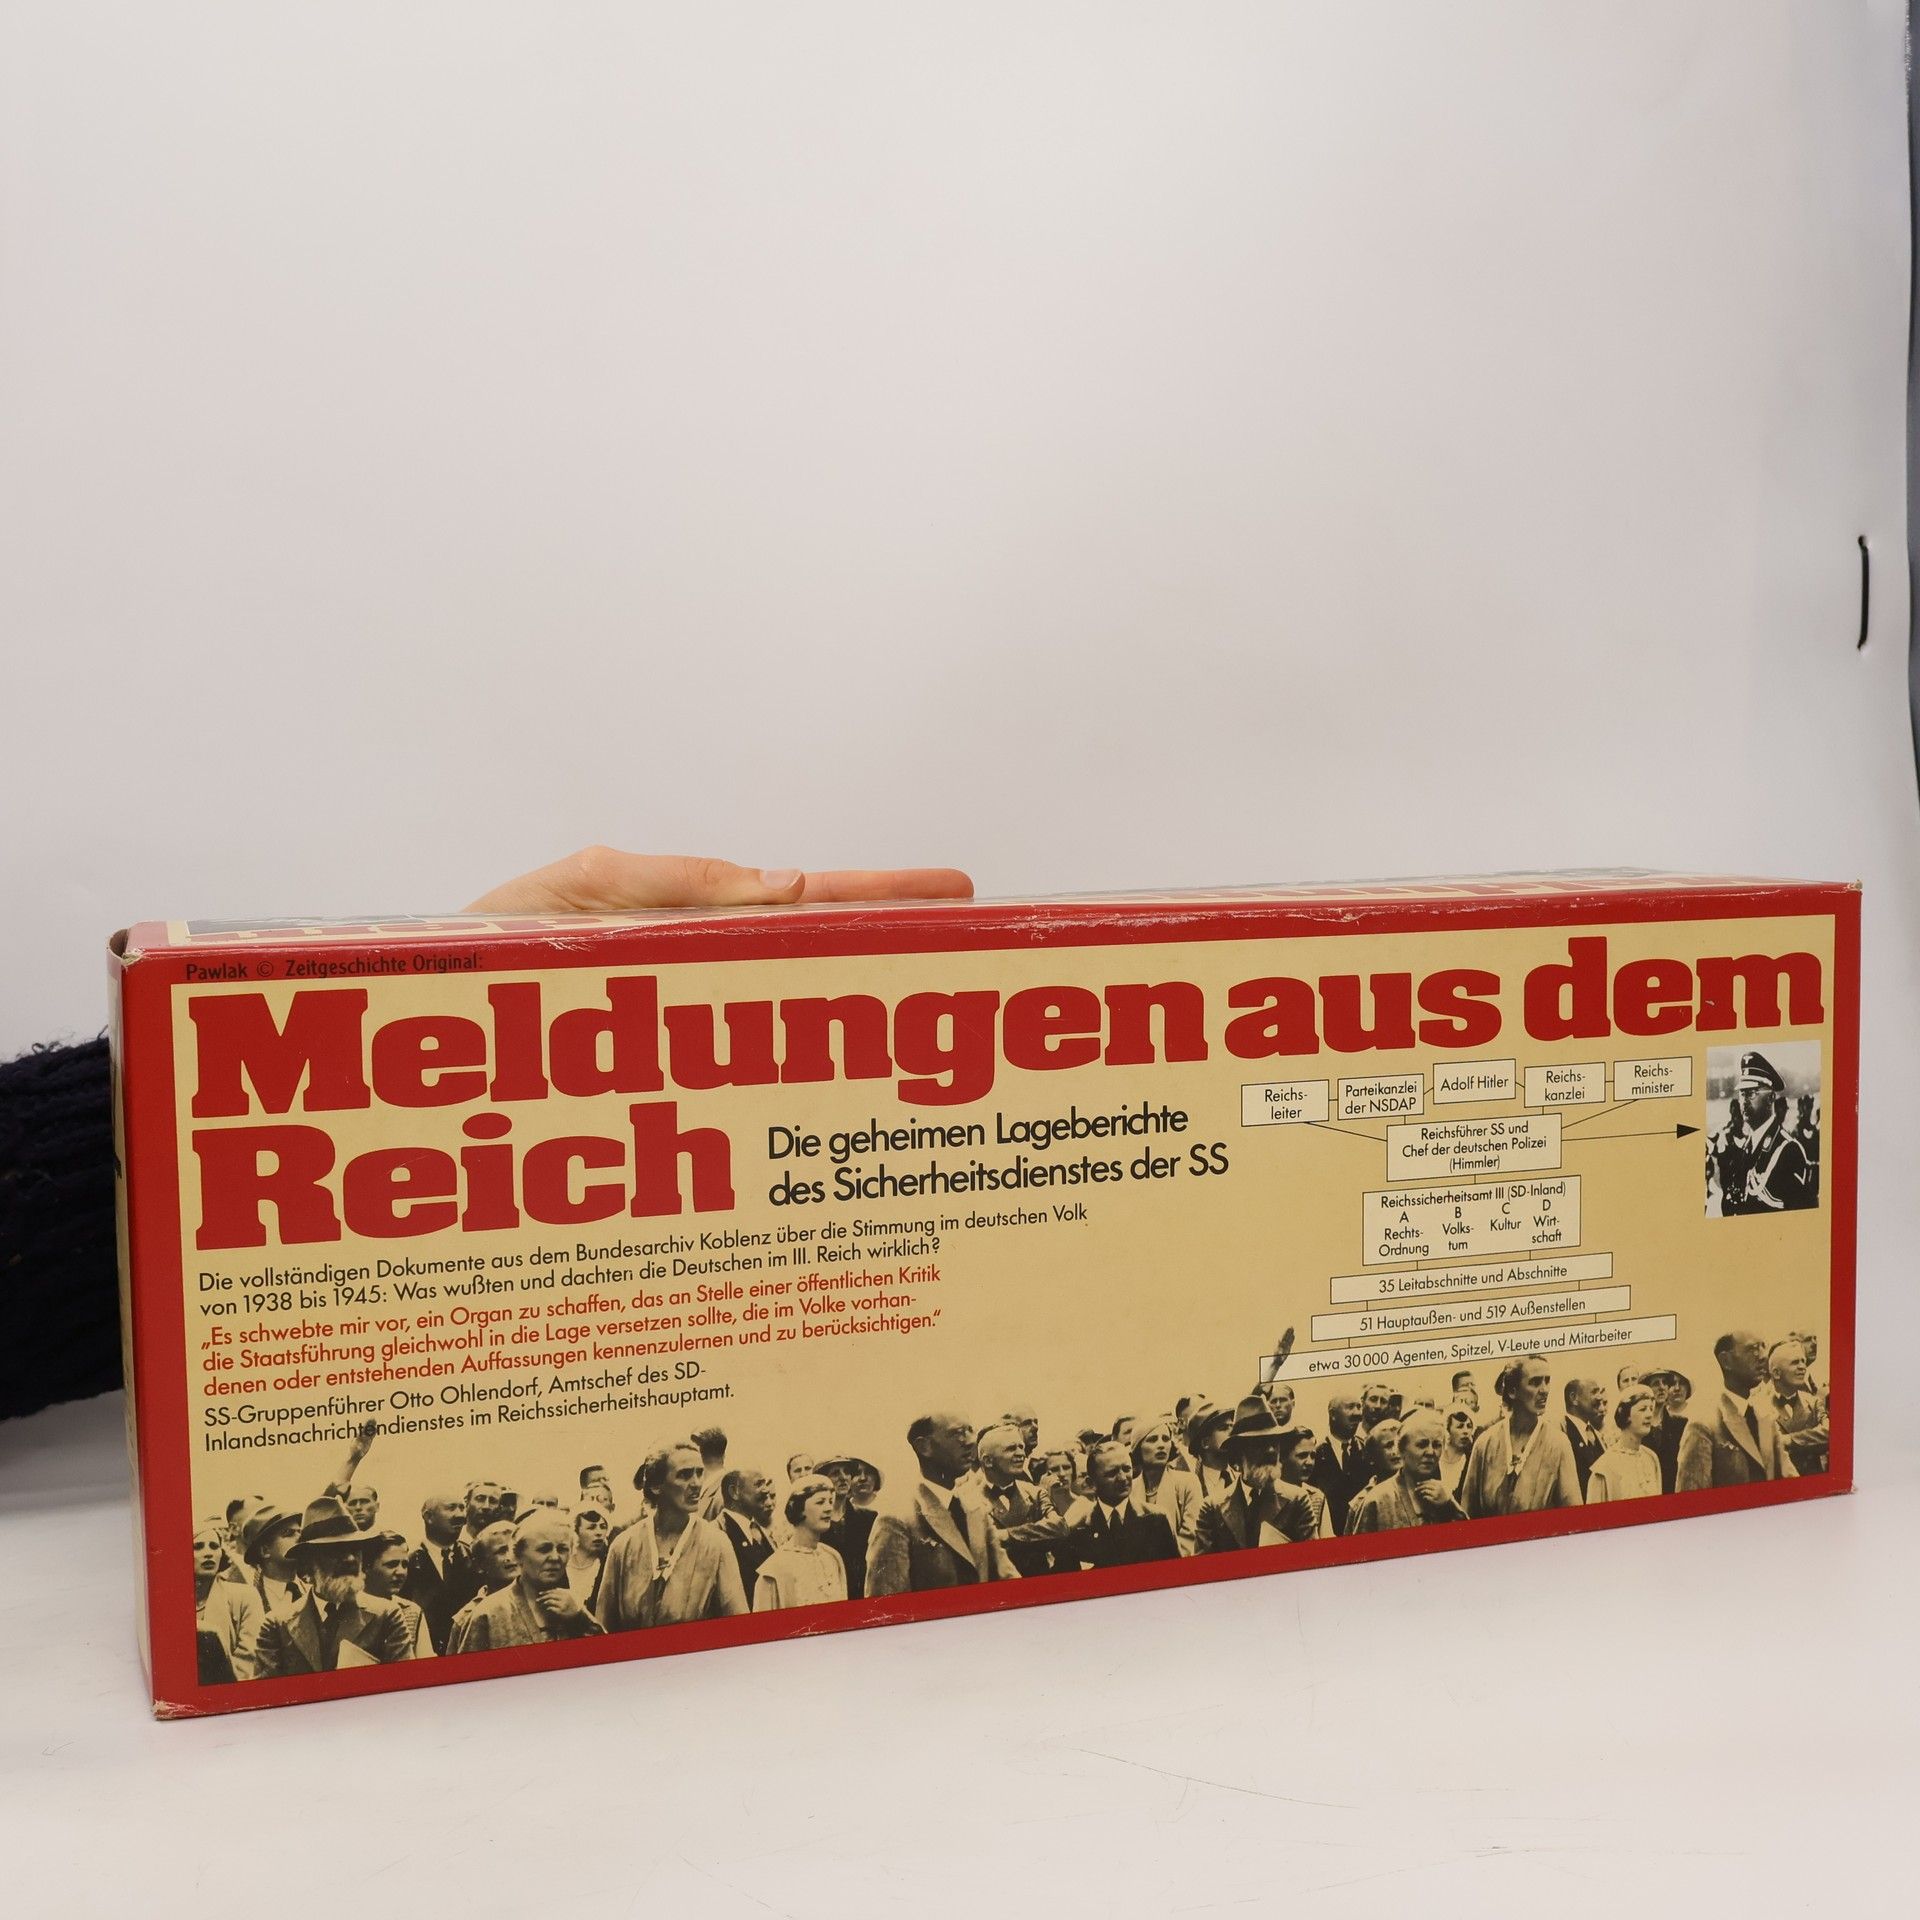 Pawlak © Zeitgeschichte Original:
Meldungen aus dem
Reich
Die geheimen Lageberichte
des Sicherheitsdienstes der SS
Die vollständigen Dokumente aus dem Bundesarchiv Koblenz über die Stimmung im deutschen Volk
von 1938 bis 1945: Was wußten und dachten die Deutschen im III. Reich wirklich?
„Es schwebte mir vor, ein Organ zu schaffen, das an Stelle einer öffentlichen Kritik
die Staatsführung gleichwohl in die Lage versetzen sollte, die im Volke vorhan-
denen oder entstehenden Auffassungen kennenzulernen und zu berücksichtigen.“
SS-Gruppenführer Otto Ohlendorf, Amtschef des SD-
Inlandsnachrichtendienstes im Reichssicherheitshauptamt.
Reichs-
leiter
Parteikanzlei
der NSDAP
Adolf Hitler
Reichs-
kanzlei
Reichs-
minister
Reichsführer SS und
Chef der deutschen Polizei
(Himmler)
Reichssicherheitsamt III (SD-Inland)
A B C D
Rechts- Volks- Kultur Wirt-
Ordnung tum schaft
35 Leitabschnitte und Abschnitte
51 Hauptaußen- und 519 Außenstellen
etwa 30 000 Agenten, Spitzel, V-Leute und Mitarbeiter